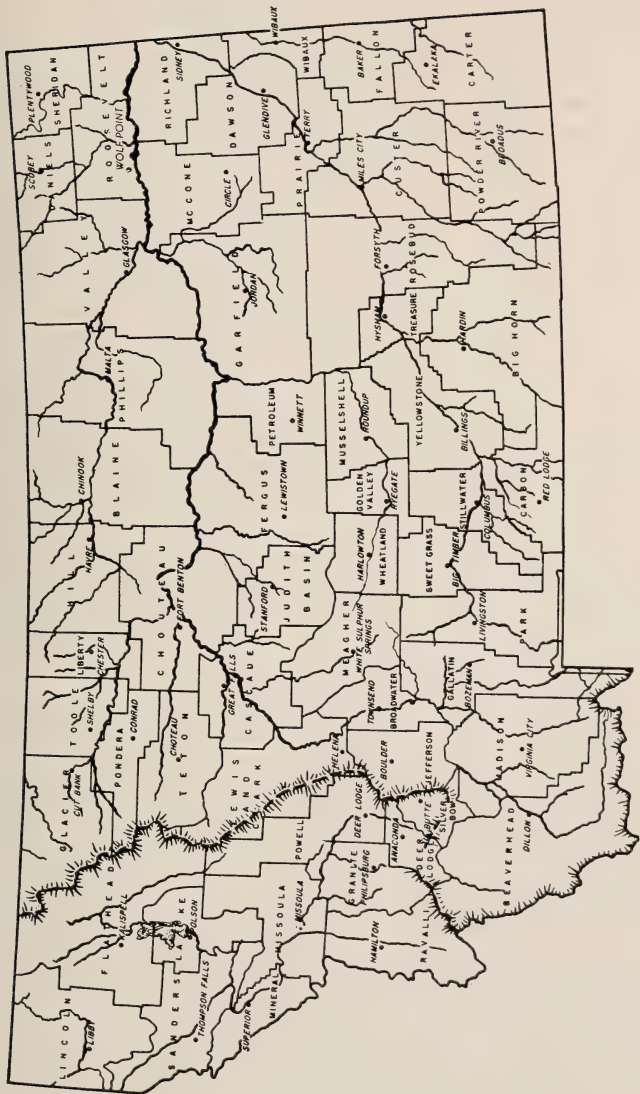 LINCOLN
LIBBY
FLATHEAD
KALISPELL
LAKE
POLSON
SANDERS
THOMPSON FALLS
MINERAL
SUPERIOR
MISSOULA
MISSOULA
RAVALLI
HAMILTON
GRANITE
PHILIPSBURG
POWELL
DEER LODGE
DEER LODGE
ANACONDA
SILVER BOW
BUTTE
BEAVERHEAD
DILLON
GLACIER
CUT BANK
TOOLE
SHELBY
PONDERA
CONRAD
TETON
CHOTEAU
LEWIS AND CLARK
HELENA
JEFFERSON
BOULDER
MADISON
VIRGINIA CITY
LIBERTY
CHESTER
CASCADE
GREAT FALLS
BROADWATER
TOWNSEND
GALLATIN
BOZEMAN
HILL
HAVRE
CHOUTEAU
FORT BENTON
JUDITH BASIN
STANFORD
MEAGHER
WHITE SULPHUR SPRINGS
PARK
LIVINGSTON
BLAINE
CHINOOK
FERGUS
LEWISTOWN
WHEATLAND
HARLOWTON
SWEET GRASS
BIG TIMBER
GOLDEN VALLEY
RYEGATE
STILLWATER
COLUMBUS
CARBON
RED LODGE
PHILLIPS
MALTA
PETROLEUM
WINNETT
MUSSELSHELL
ROUNDUP
YELLOWSTONE
BILLINGS
VALLEY
GLASGOW
GARFIELD
JORDAN
TREASURE
HYSHAM
ROSEBUD
FORSYTH
BIG HORN
HARDIN
DANIELS
SCOBEY
SHERIDAN
PLENTYWOOD
ROOSEVELT
WOLF POINT
RICHLAND
SIDNEY
MCCONE
CIRCLE
DAWSON
GLENDIVE
PRAIRIE
TERRY
WIBAUX
WIBAUX
CUSTER
MILES CITY
FALLON
BAKER
POWDER RIVER
BROADUS
CARTER
EKALAKA